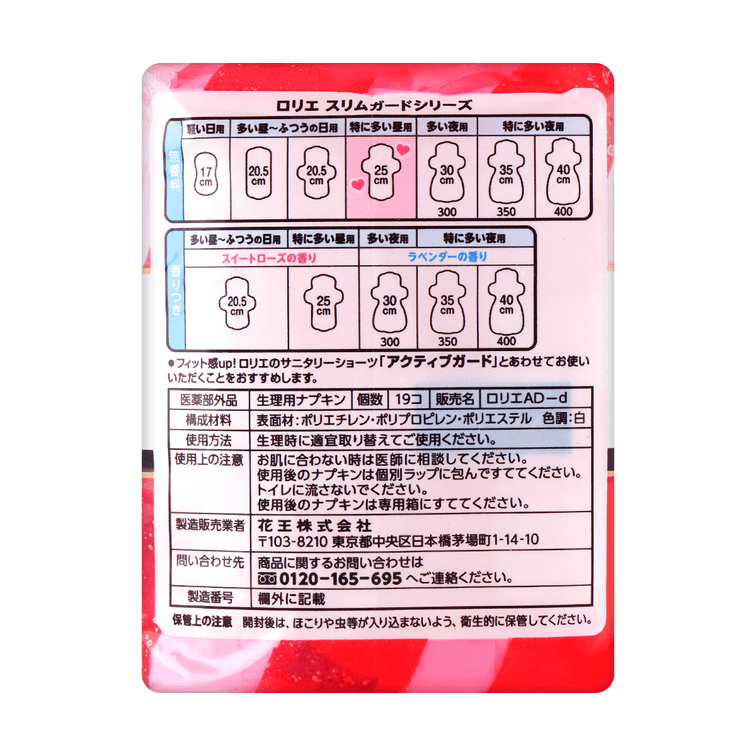 ロリエ スリムガードシリーズ
軽い日用 多い昼～ふつうの日用 特に多い昼用 多い夜用 特に多い夜用
無香料
17cm 20.5cm 20.5cm 25cm 30cm 35cm 40cm
300 350 400
多い昼～ふつうの日用 特に多い昼用 多い夜用 特に多い夜用
香りつき
スイートローズの香り ラベンダーの香り
20.5cm 25cm 30cm 35cm 40cm
300 350 400
●フィット感up! ロリエのサニタリーショーツ「アクティブガード」とあわせてお使い
いただくことをおすすめします。
医薬部外品 生理用ナプキン 個数 19コ 販売名 ロリエAD－d
構成材料 表面材:ポリエチレン・ポリプロピレン・ポリエステル 色調:白
使用方法 生理時に適宜取り替えてご使用ください。
使用上の注意 お肌に合わない時は医師に相談してください。
使用後のナプキンは個別ラップに包んですててください。
トイレに流さないでください。
使用後のナプキンは専用箱にすててください。
製造販売業者 花王株式会社
〒103-8210 東京都中央区日本橋茅場町1-14-10
問い合わせ先 商品に関するお問い合わせは
0120-165-695 へご連絡ください。
製造番号 欄外に記載
保管上の注意 開封後は、ほこりや虫等が入り込まないよう、衛生的に保管してください。